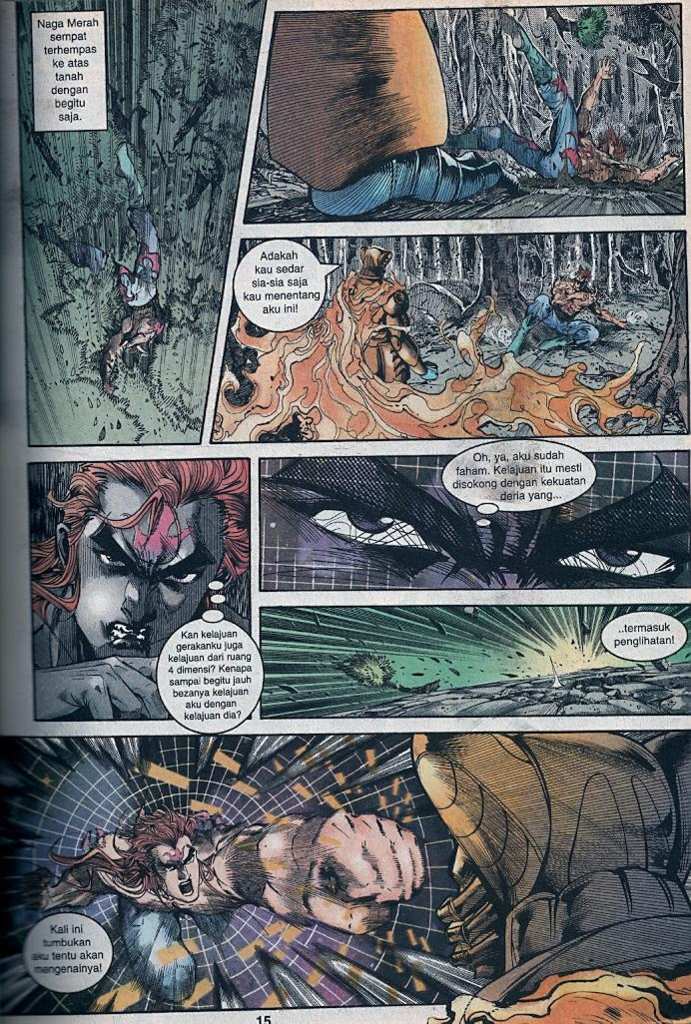 Naga Merah
sempat
terhempas
ke atas
tanah
dengan
begitu
saja.
Adakah
kau sedar
sia-sia saja
kau menentang
aku ini!
Kan kelajuan
gerakanku juga
kelajuan dari ruang
4 dimensi? Kenapa
sampai begitu jauh
bezanya kelajuan
aku dengan
kelajuan dia?
Oh, ya, aku sudah
faham. Kelajuan itu mesti
disokong dengan kekuatan
deria yang...
..termasuk
penglihatan!
Kali ini
tumbukan
aku tentu akan
mengenainya!
15